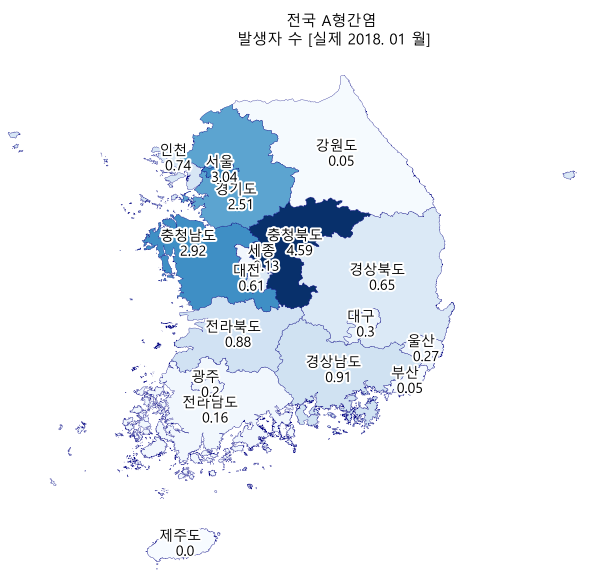 전국 A형간염
발생자 수 [실제 2018. 01 월]
강원도
0.05
인천
0.74
서울
3.04
경기도
2.51
충청남도
2.92
충청북도
4.59
세종
대전
0.61
경상북도
0.65
대구
0.3
전라북도
0.88
울산
0.27
경상남도
0.91
부산
0.05
광주
0.2
전라남도
0.16
제주도
0.0